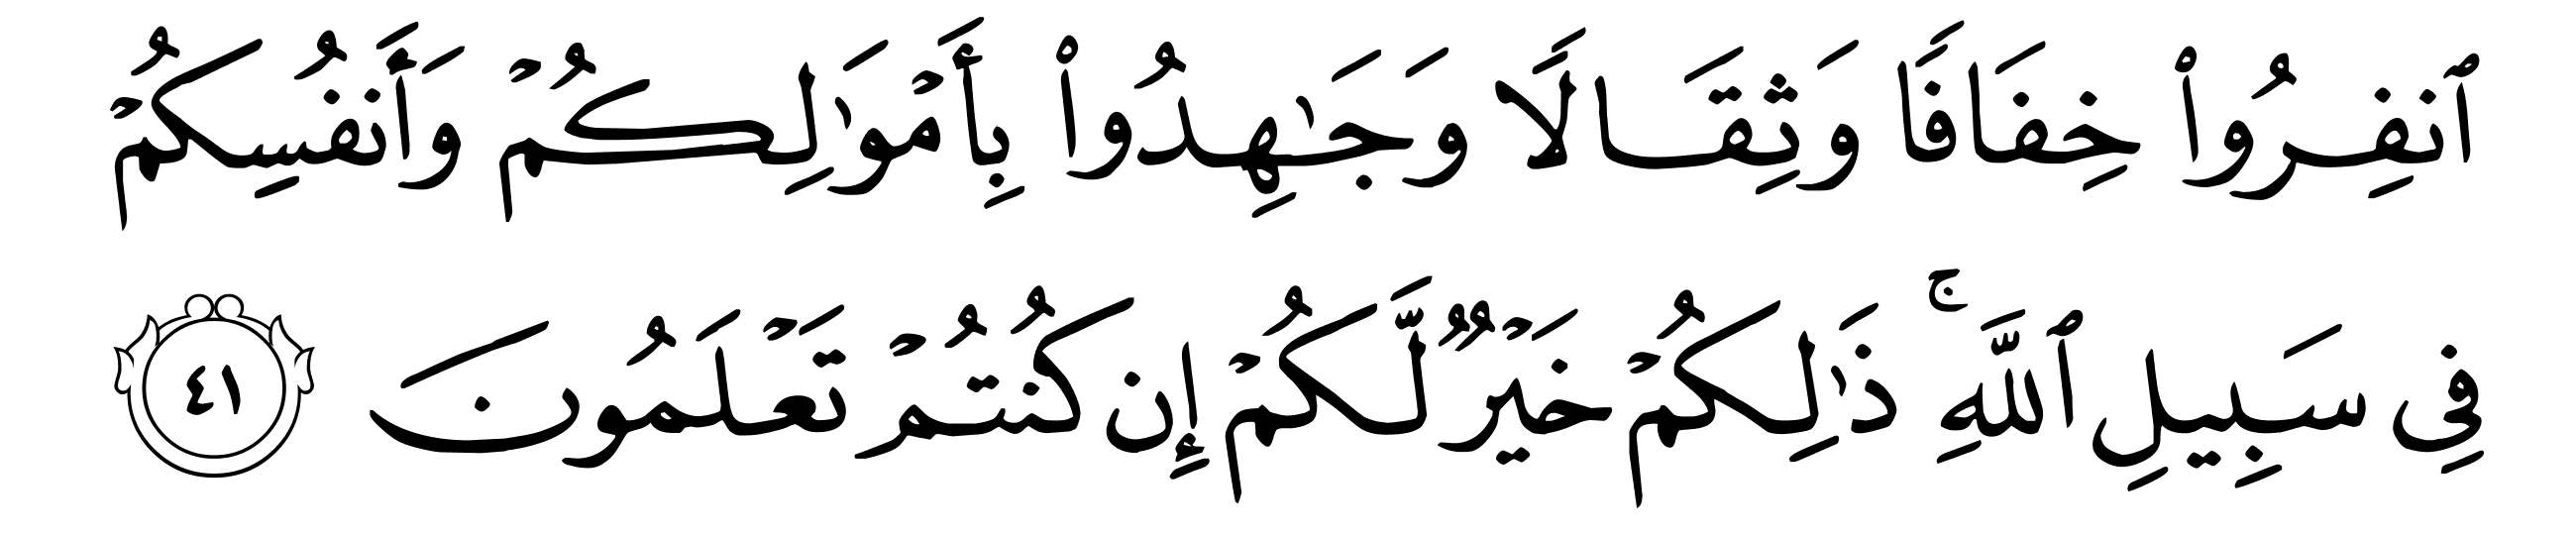 ٱنفِرُوا۟ خِفَافًا وَثِقَالًا وَجَـٰهِدُوا۟ بِأَمْوَٰلِكُمْ وَأَنفُسِكُمْ
فِى سَبِيلِ ٱللَّهِ ۚ ذَٰلِكُمْ خَيْرٌ لَّكُمْ إِن كُنتُمْ تَعْلَمُونَ ٤١